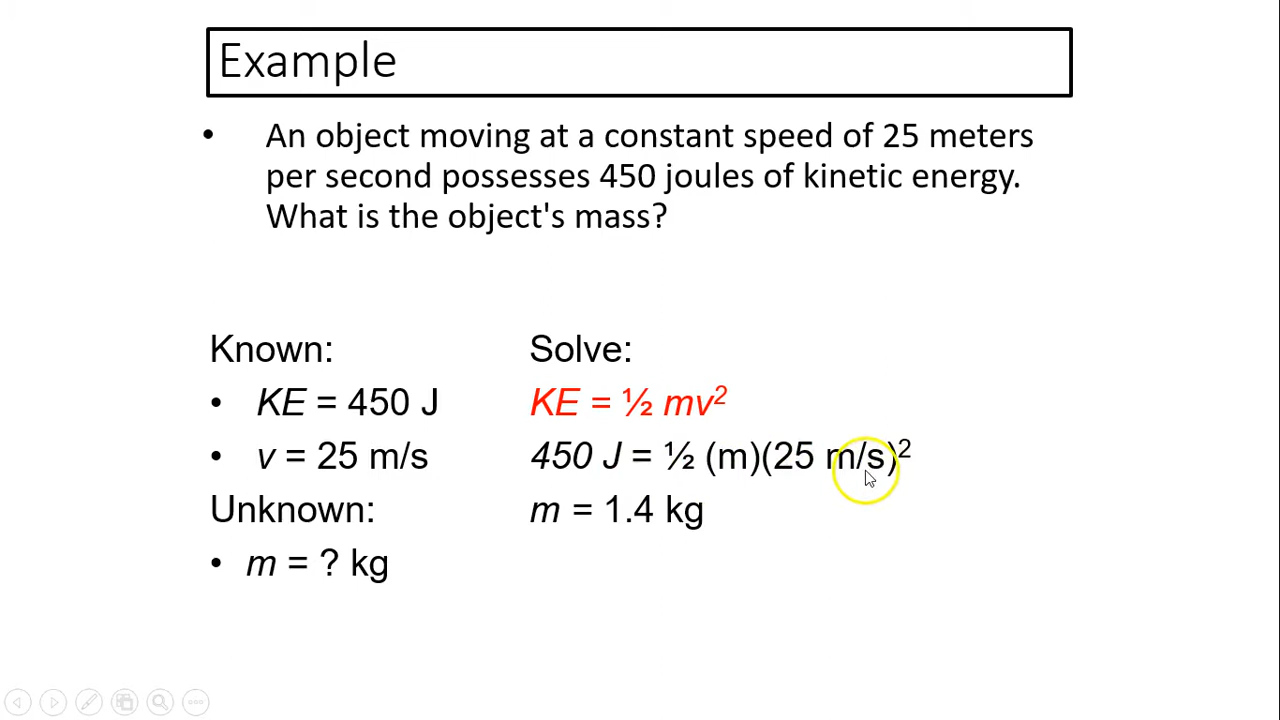 Example
• An object moving at a constant speed of 25 meters
per second possesses 450 joules of kinetic energy.
What is the object's mass?
Known:
• KE = 450 J
• v = 25 m/s
Unknown:
• m = ? kg
Solve:
KE = ½ mv²
450 J = ½ (m)(25 m/s)²
m = 1.4 kg